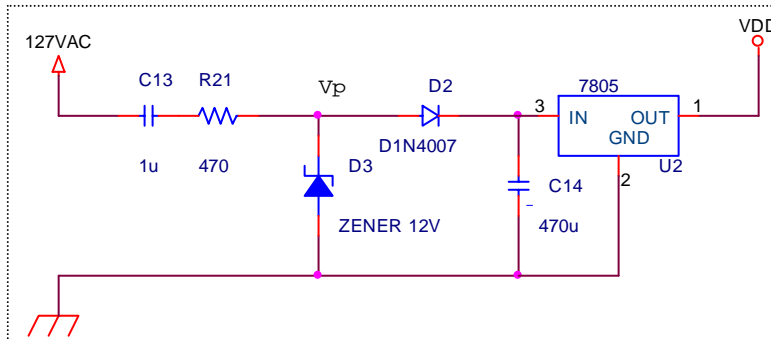 127VAC
VDD
C13
R21
Vp
D2
7805
3
IN
OUT
1
GND
D1N4007
U2
1u
470
D3
C14
2
ZENER 12V
470u